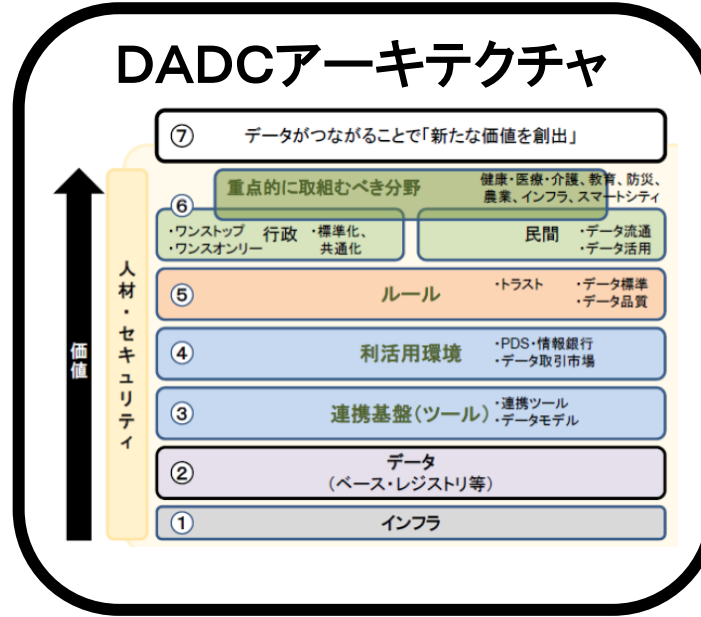 DADCアーキテクチャ
⑦ データがつながることで「新たな価値を創出」
重点的に取組むべき分野
健康・医療・介護、教育、防災、
農業、インフラ、スマートシティ
⑥
・ワンストップ
・ワンスオンリー
行政
・標準化、
共通化
民間
・データ流通
・データ活用
⑤ ルール
・トラスト
・データ標準
・データ品質
④ 利活用環境
・PDS・情報銀行
・データ取引市場
③ 連携基盤(ツール)
・連携ツール
・データモデル
② データ
(ベース・レジストリ等)
① インフラ
価値
人材・セキュリティ